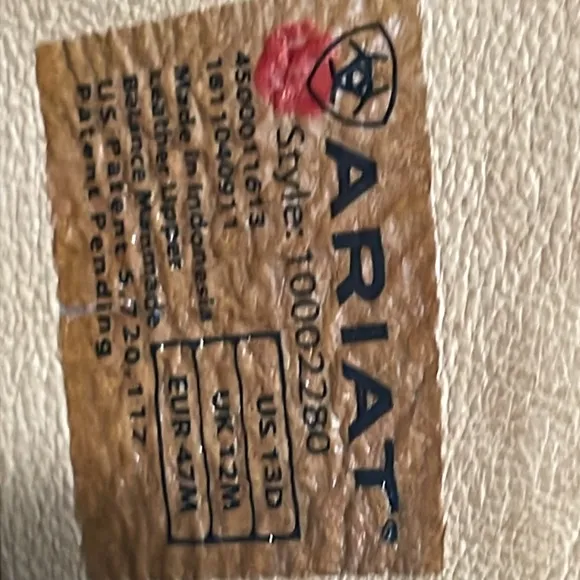 ARIAT®
Style: 10002280
4500011613
1611040911
Made in Indonesia
Leather Upper
Balance Manmade
U.S. Patent 5,720,117
Patent Pending
US 13D
UK 12M
EUR 47M